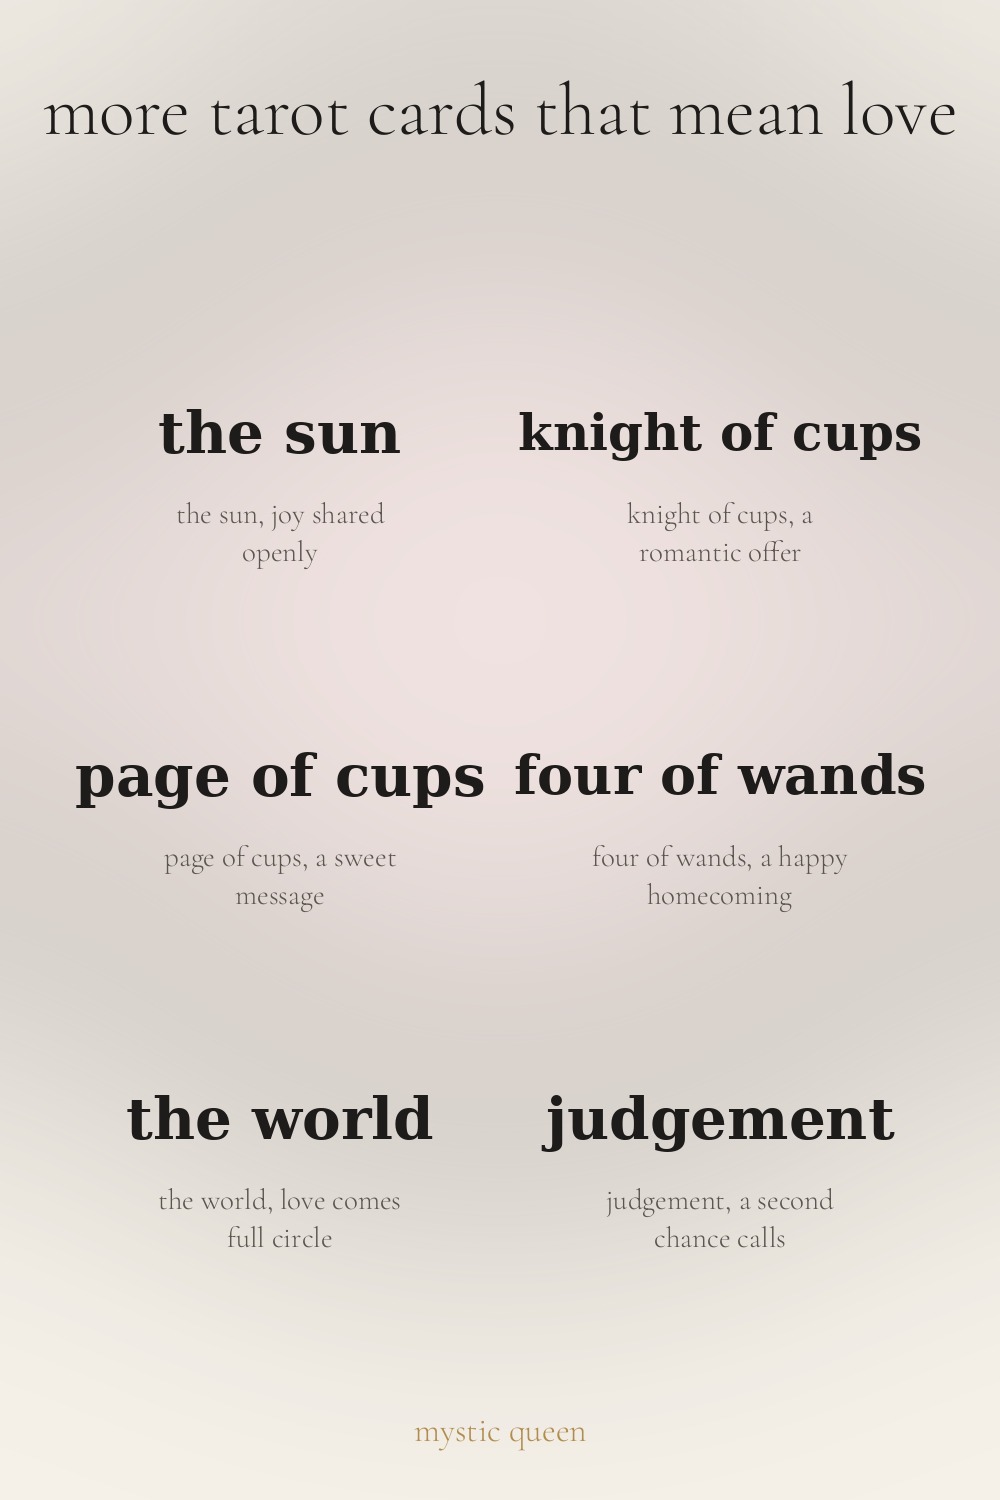 more tarot cards that mean love
the sun
the sun, joy shared
openly
knight of cups
knight of cups, a
romantic offer
page of cups
page of cups, a sweet
message
four of wands
four of wands, a happy
homecoming
the world
the world, love comes
full circle
judgement
judgement, a second
chance calls
mystic queen